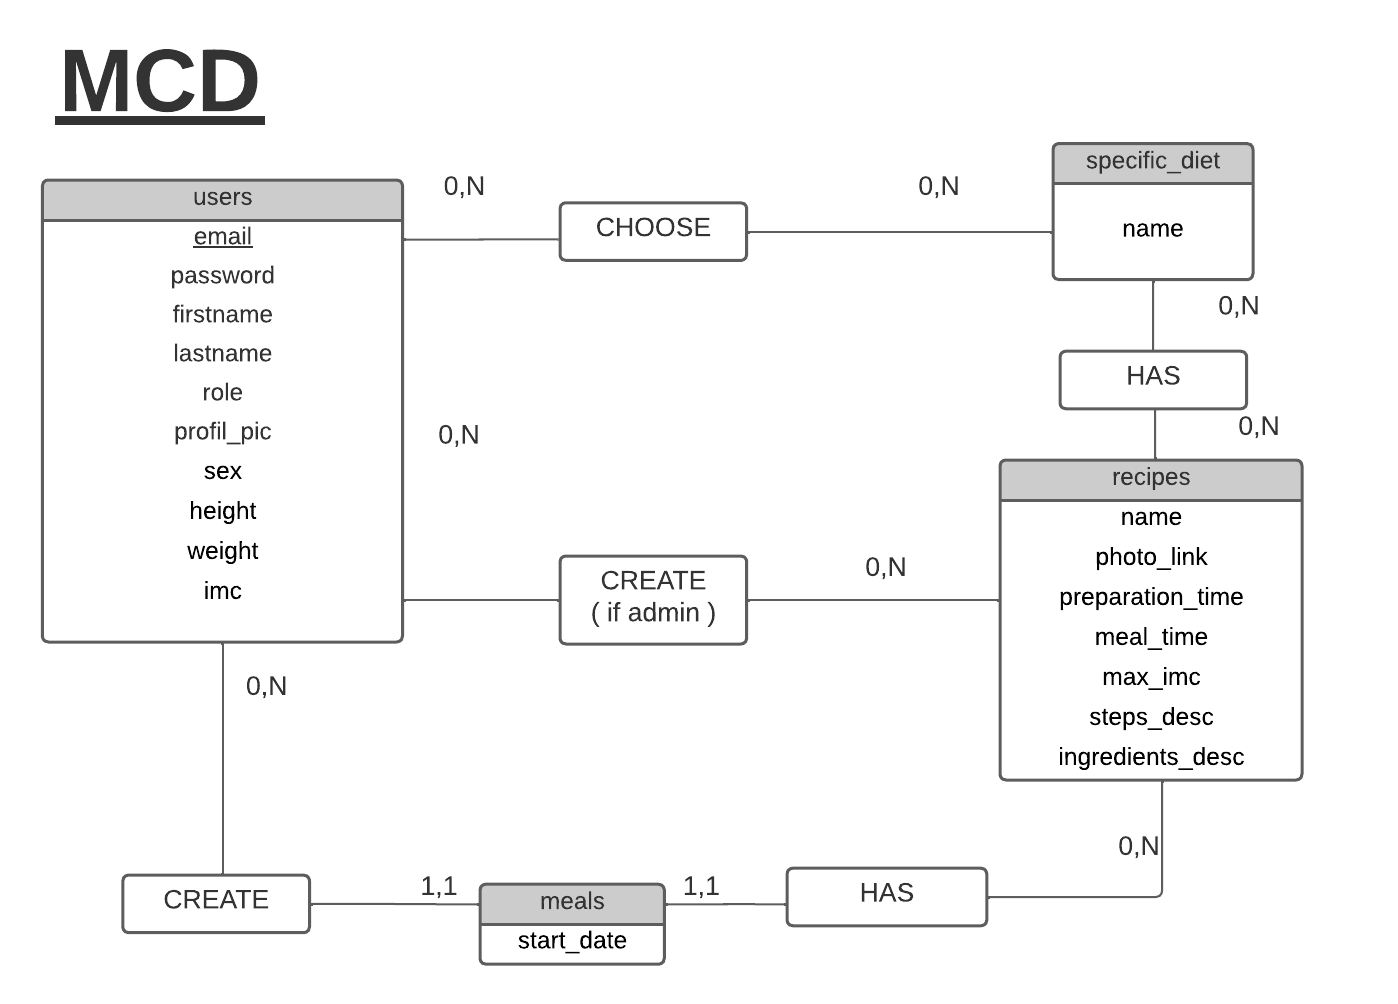 MCD
users
email
password
firstname
lastname
role
profil_pic
sex
height
weight
imc
0,N
CHOOSE
0,N
specific_diet
name
0,N
HAS
0,N
0,N
CREATE
( if admin )
0,N
recipes
name
photo_link
preparation_time
meal_time
max_imc
steps_desc
ingredients_desc
0,N
CREATE
1,1
meals
start_date
1,1
HAS
0,N